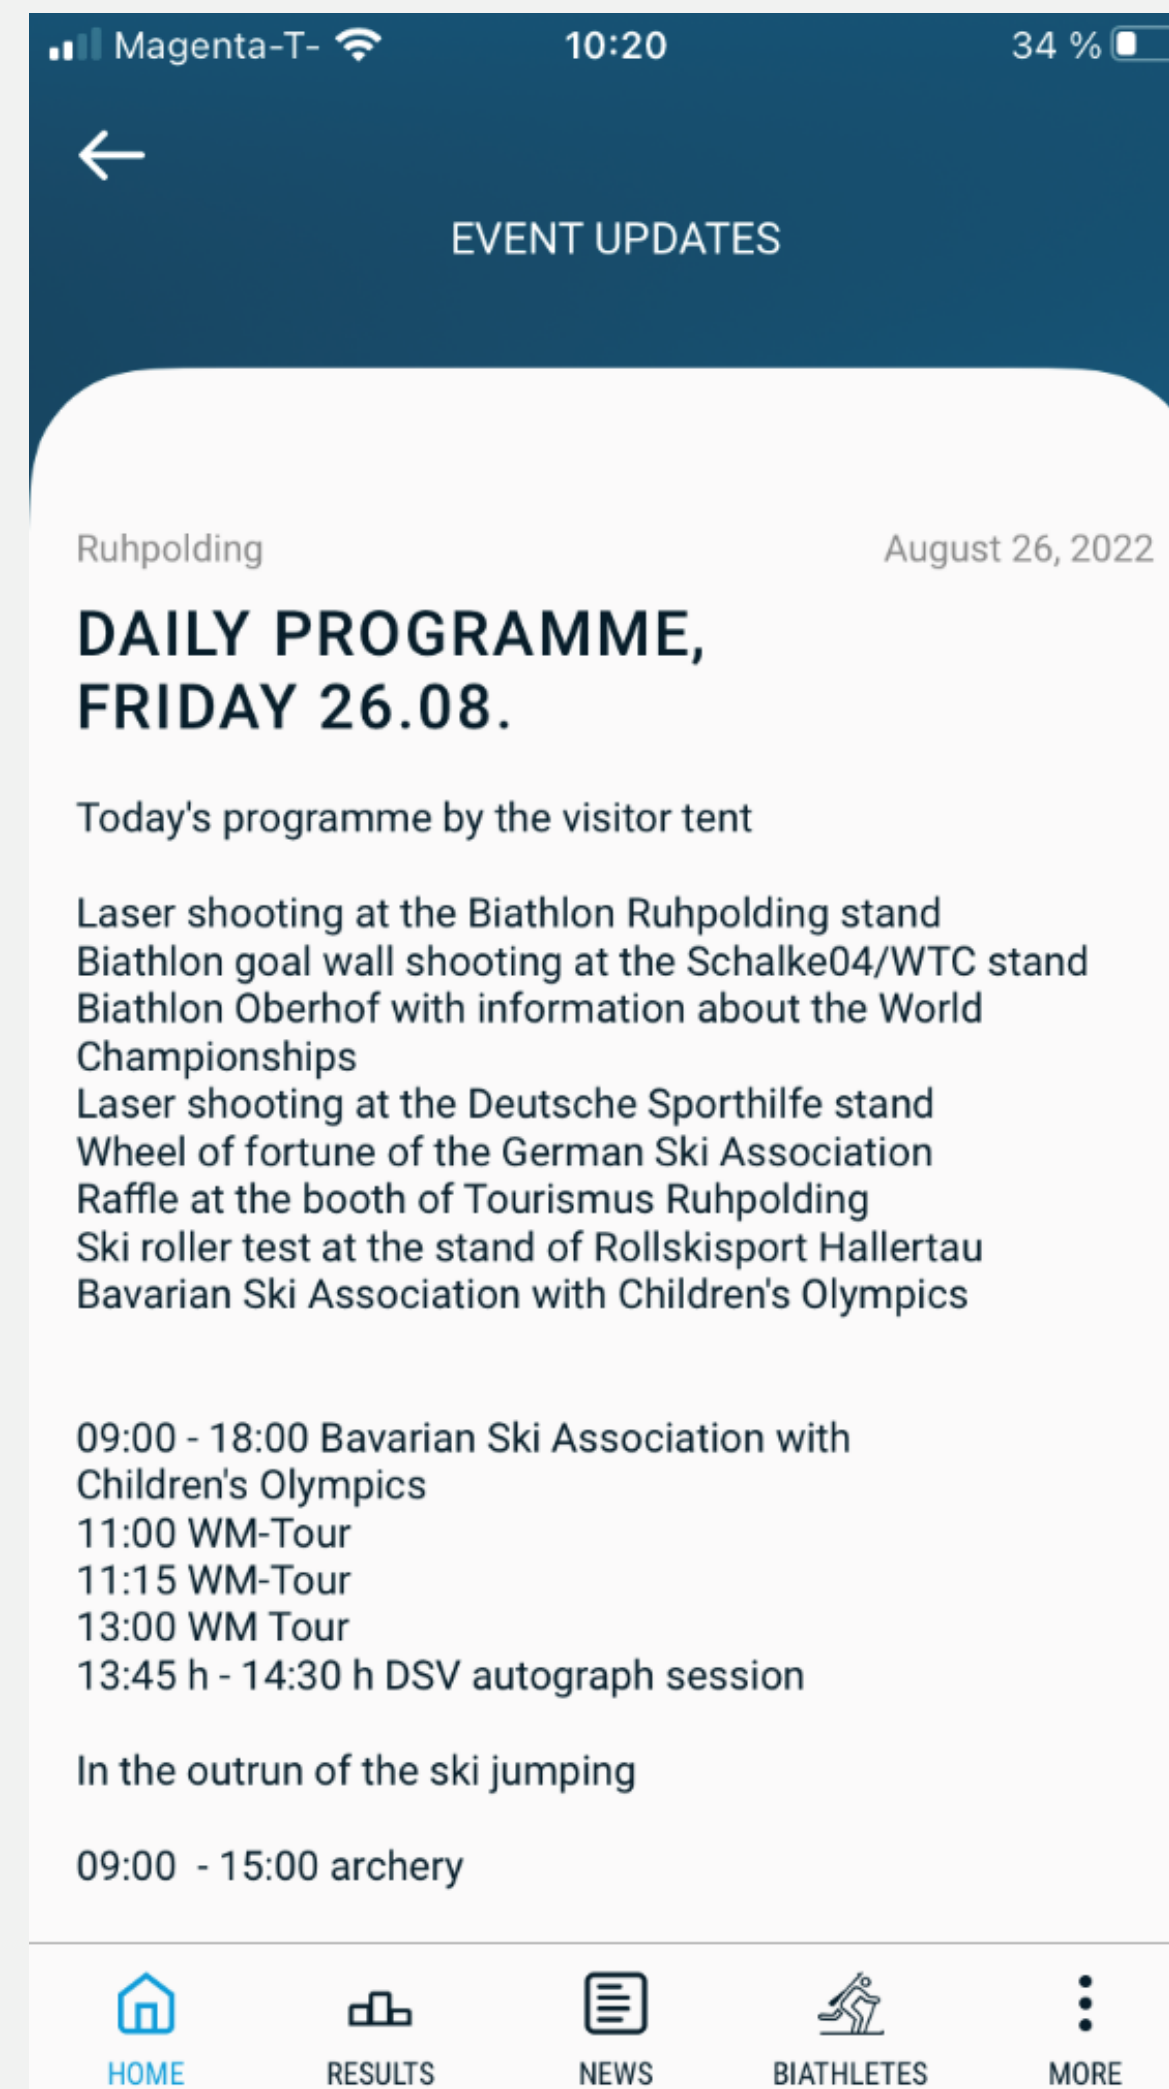 Magenta-T- 10:20 34 %
EVENT UPDATES
Ruhpolding August 26, 2022
DAILY PROGRAMME,
FRIDAY 26.08.
Today's programme by the visitor tent
Laser shooting at the Biathlon Ruhpolding stand
Biathlon goal wall shooting at the Schalke04/WTC stand
Biathlon Oberhof with information about the World
Championships
Laser shooting at the Deutsche Sporthilfe stand
Wheel of fortune of the German Ski Association
Raffle at the booth of Tourismus Ruhpolding
Ski roller test at the stand of Rollskisport Hallertau
Bavarian Ski Association with Children's Olympics
09:00 - 18:00 Bavarian Ski Association with
Children's Olympics
11:00 WM-Tour
11:15 WM-Tour
13:00 WM Tour
13:45 h - 14:30 h DSV autograph session
In the outrun of the ski jumping
09:00  - 15:00 archery
HOME RESULTS NEWS BIATHLETES MORE